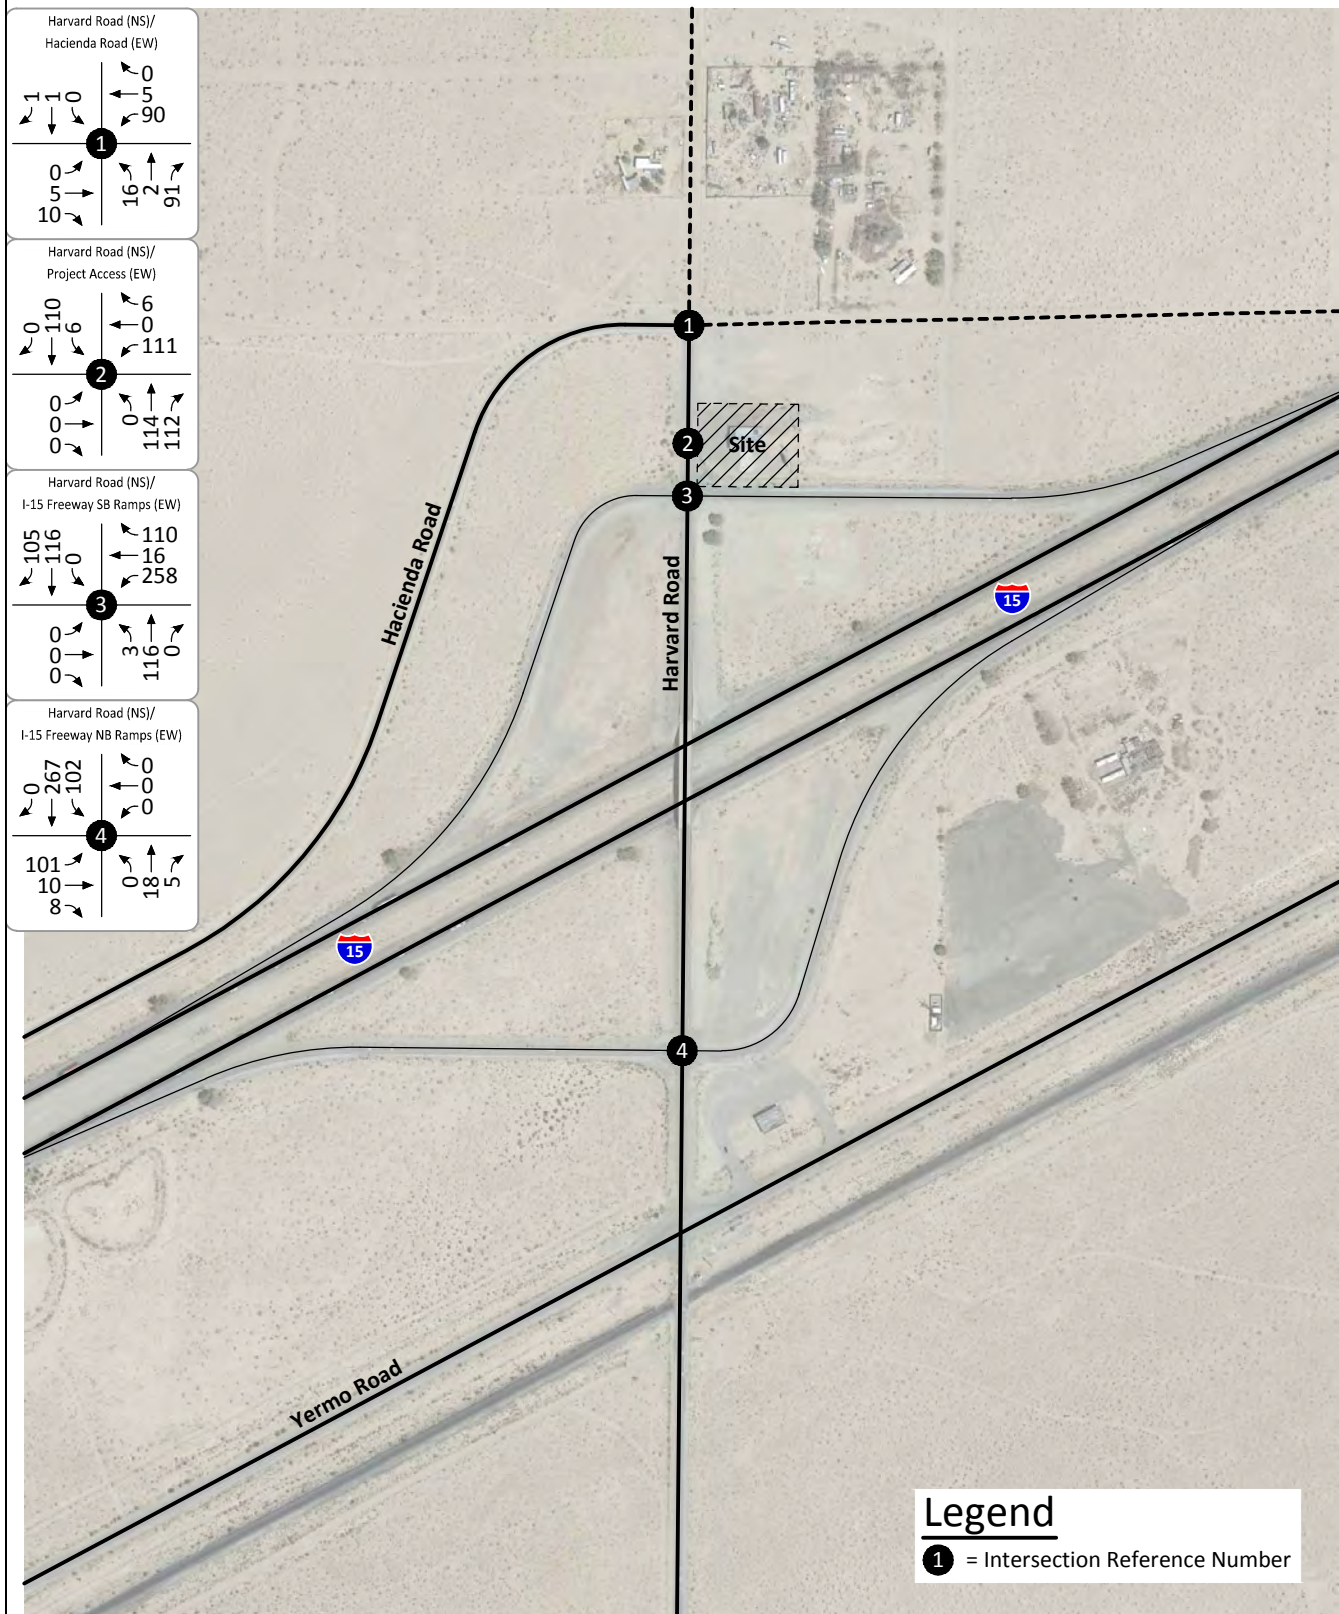 Harvard Road (NS)/
Hacienda Road (EW)
1 1 0
0
5
90
1
0
5
10
16 2 91
Harvard Road (NS)/
Project Access (EW)
0 110 6
6
0
111
2
0
0
0
0 114 112
Harvard Road (NS)/
I-15 Freeway SB Ramps (EW)
105 116 0
110
16
258
3
0
0
0
3 116 0
Harvard Road (NS)/
I-15 Freeway NB Ramps (EW)
0 267 102
0
0
0
4
101
10
8
0 18 5
1
2
Site
3
Hacienda Road
Harvard Road
15
15
4
Yermo Road
Legend
1 = Intersection Reference Number